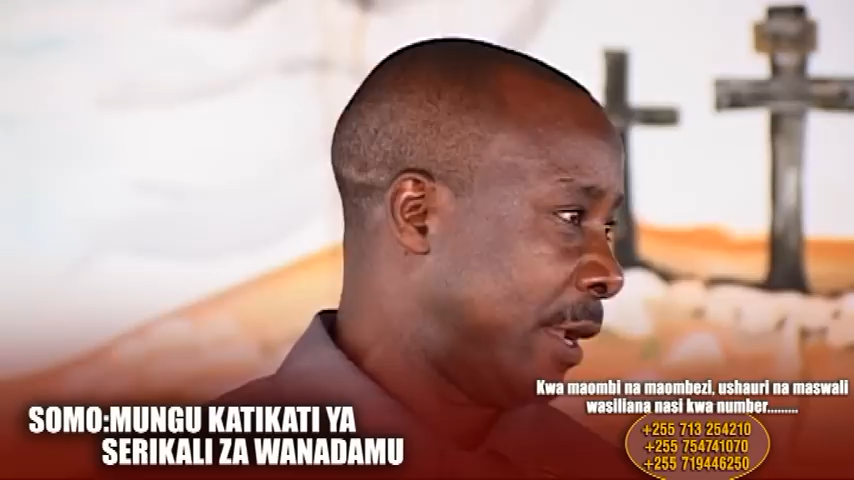 SOMO:MUNGU KATIKATI YA
SERIKALI ZA WANADAMU
Kwa maombi na maombezi, ushauri na maswali
wasiliana nasi kwa number.........
+255 713 254210
+255 754741070
+255 719446250